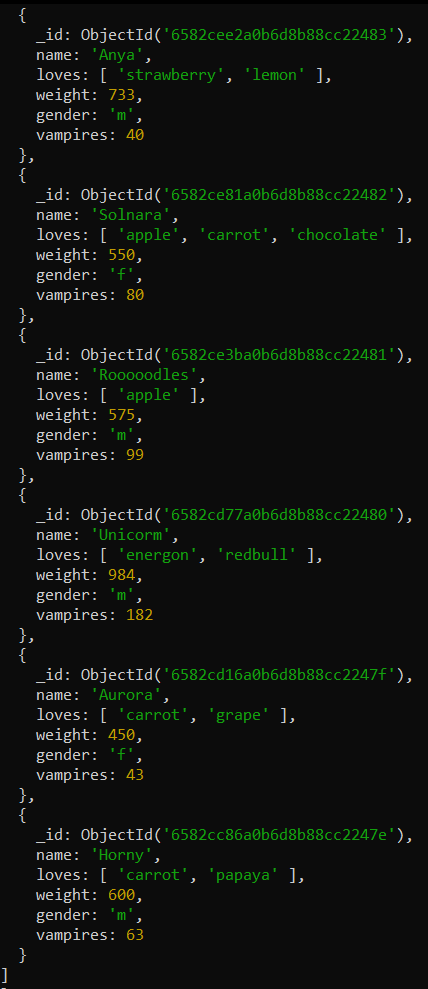 {
_id: ObjectId('6582cee2a0b6d8b88cc22483'),
name: 'Anya',
loves: [ 'strawberry', 'lemon' ],
weight: 733,
gender: 'm',
vampires: 40
},
{
_id: ObjectId('6582ce81a0b6d8b88cc22482'),
name: 'Solnara',
loves: [ 'apple', 'carrot', 'chocolate' ],
weight: 550,
gender: 'f',
vampires: 80
},
{
_id: ObjectId('6582ce3ba0b6d8b88cc22481'),
name: 'Rooooodles',
loves: [ 'apple' ],
weight: 575,
gender: 'm',
vampires: 99
},
{
_id: ObjectId('6582cd77a0b6d8b88cc22480'),
name: 'Unicorm',
loves: [ 'energon', 'redbull' ],
weight: 984,
gender: 'm',
vampires: 182
},
{
_id: ObjectId('6582cd16a0b6d8b88cc2247f'),
name: 'Aurora',
loves: [ 'carrot', 'grape' ],
weight: 450,
gender: 'f',
vampires: 43
},
{
_id: ObjectId('6582cc86a0b6d8b88cc2247e'),
name: 'Horny',
loves: [ 'carrot', 'papaya' ],
weight: 600,
gender: 'm',
vampires: 63
}
]